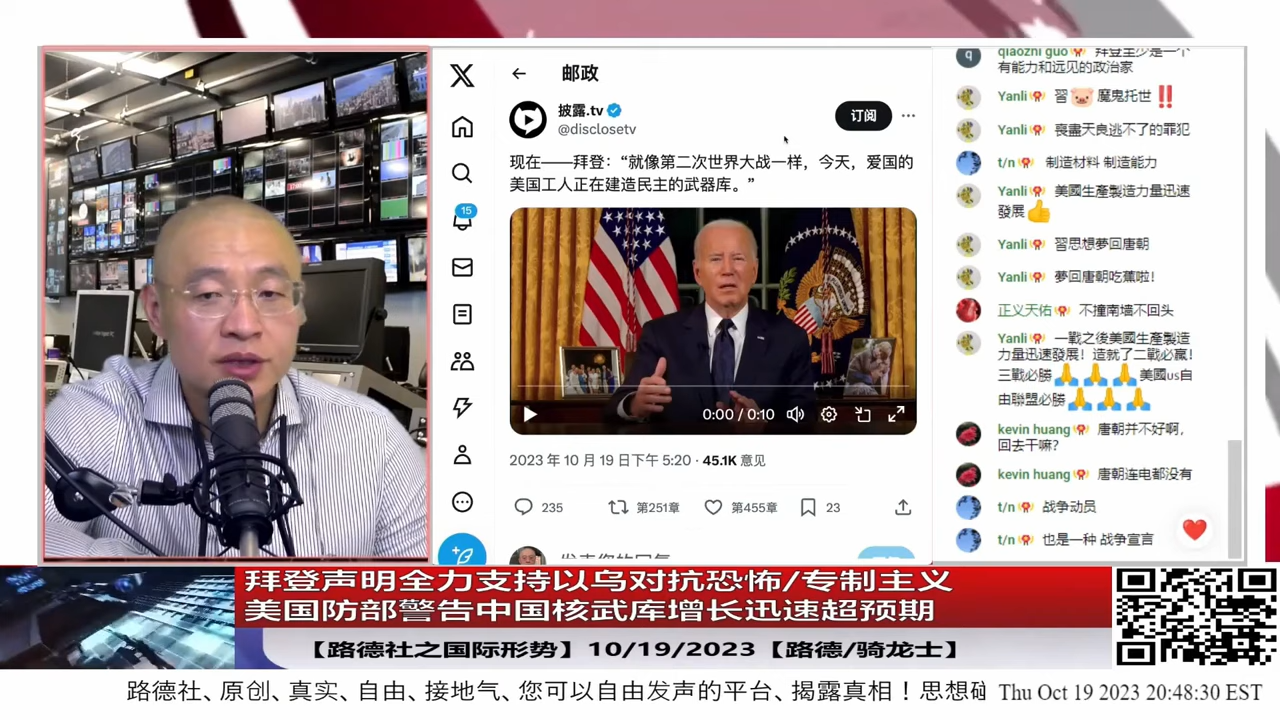 邮政
披露.tv
@disclosetv
订阅
现在——拜登：“就像第二次世界大战一样，今天，爱国的
美国工人正在建造民主的武器库。”
15
0:00 / 0:10
2023 年 10 月 19 日下午 5:20 · 45.1K 意见
235
第251章
第455章
23
qiaozhi guo 拜登至少是一个
有能力和远见的政治家
Yanli 習🐷魔鬼托世‼️
Yanli 喪盡天良逃不了的罪犯
t/n 制造材料 制造能力
Yanli 美國生產製造力量迅速
發展👍
Yanli 習思想夢回唐朝
Yanli 夢回唐朝吃蕉啦！
正义天佑 不撞南墙不回头
Yanli 一戰之後美國生產製造
力量迅速發展！造就了二戰必贏！
三戰必勝🙏🙏🙏美國us自
由聯盟必勝🙏🙏🙏
kevin huang 唐朝并不好啊，
回去干嘛？
kevin huang 唐朝连电都没有
t/n 战争动员
t/n 也是一种 战争宣言
拜登声明全力支持以乌对抗恐怖/专制主义
美国防部警告中国核武库增长迅速超预期
【路德社之国际形势】10/19/2023【路德/骑龙士】
路德社、原创、真实、自由、接地气、您可以自由发声的平台、揭露真相！思想
Thu Oct 19 2023 20:48:30 EST